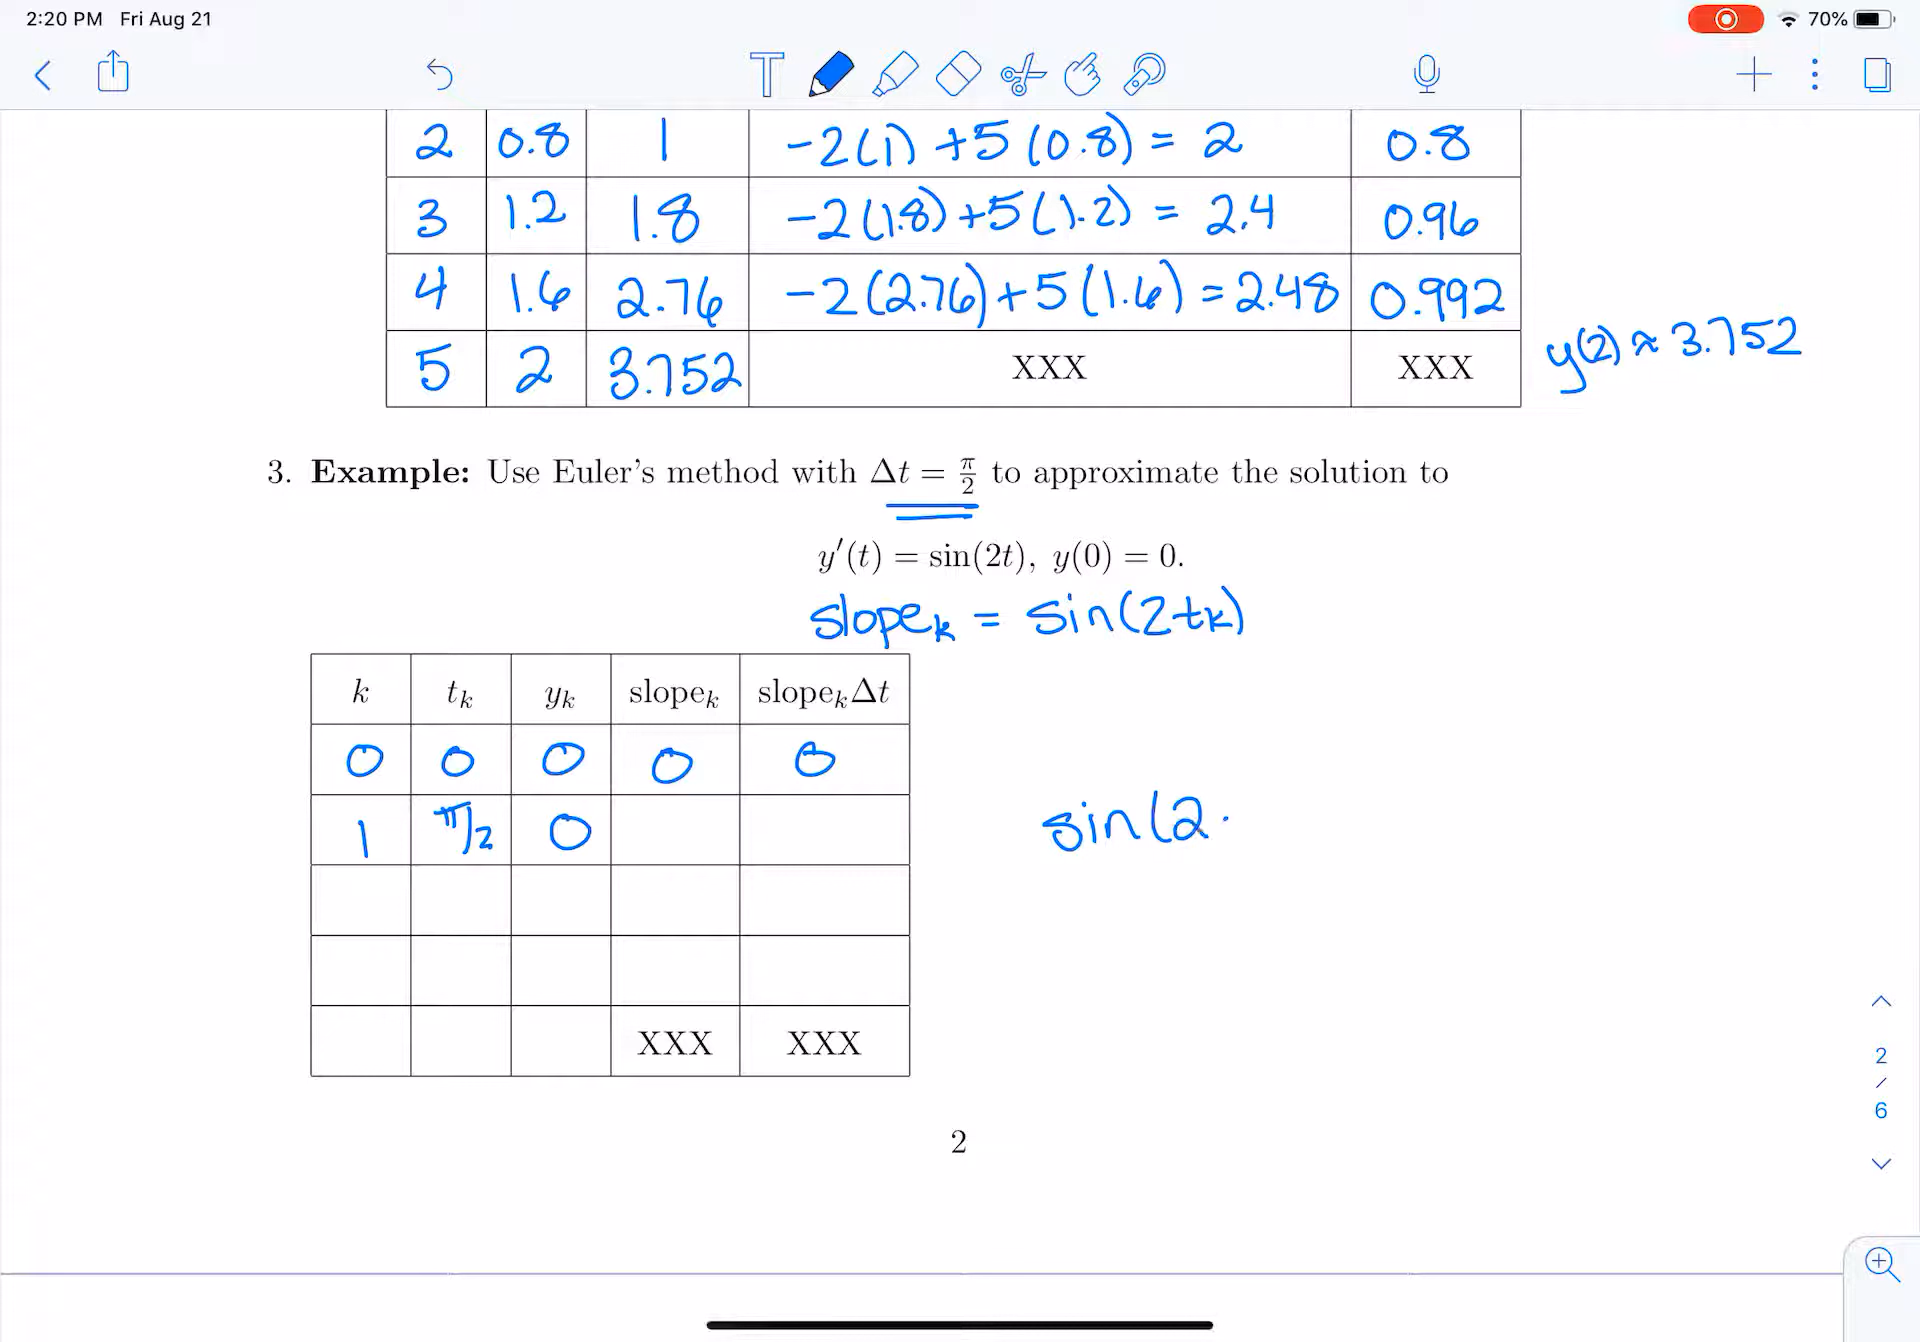 2:20 PM Fri Aug 21 70%
2 0.8 1 -2(1) +5(0.8) = 2 0.8
3 1.2 1.8 -2(1.8)+5(1.2) = 2.4 0.96
4 1.6 2.76 -2(2.76)+5(1.6) = 2.48 0.992
5 2 3.752 XXX XXX y(2) ≈ 3.752
3. Example: Use Euler's method with Δt = π/2 to approximate the solution to
y′(t) = sin(2t), y(0) = 0.
slopeₖ = sin(2tₖ)
k tₖ yₖ slopeₖ slopeₖΔt
0 0 0 0 0
1 π/2 0 sin(2·
XXX XXX
2
2
/
6